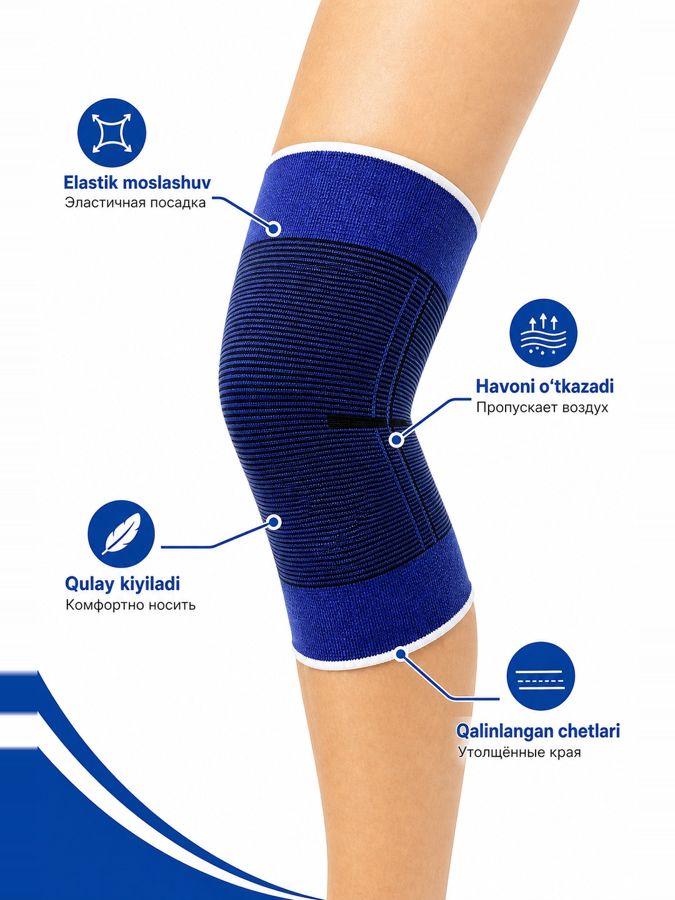 Elastik moslashuv
Эластичная посадка
Havoni o‘tkazadi
Пропускает воздух
Qulay kiyiladi
Комфортно носить
Qalinlangan chetlari
Утолщённые края